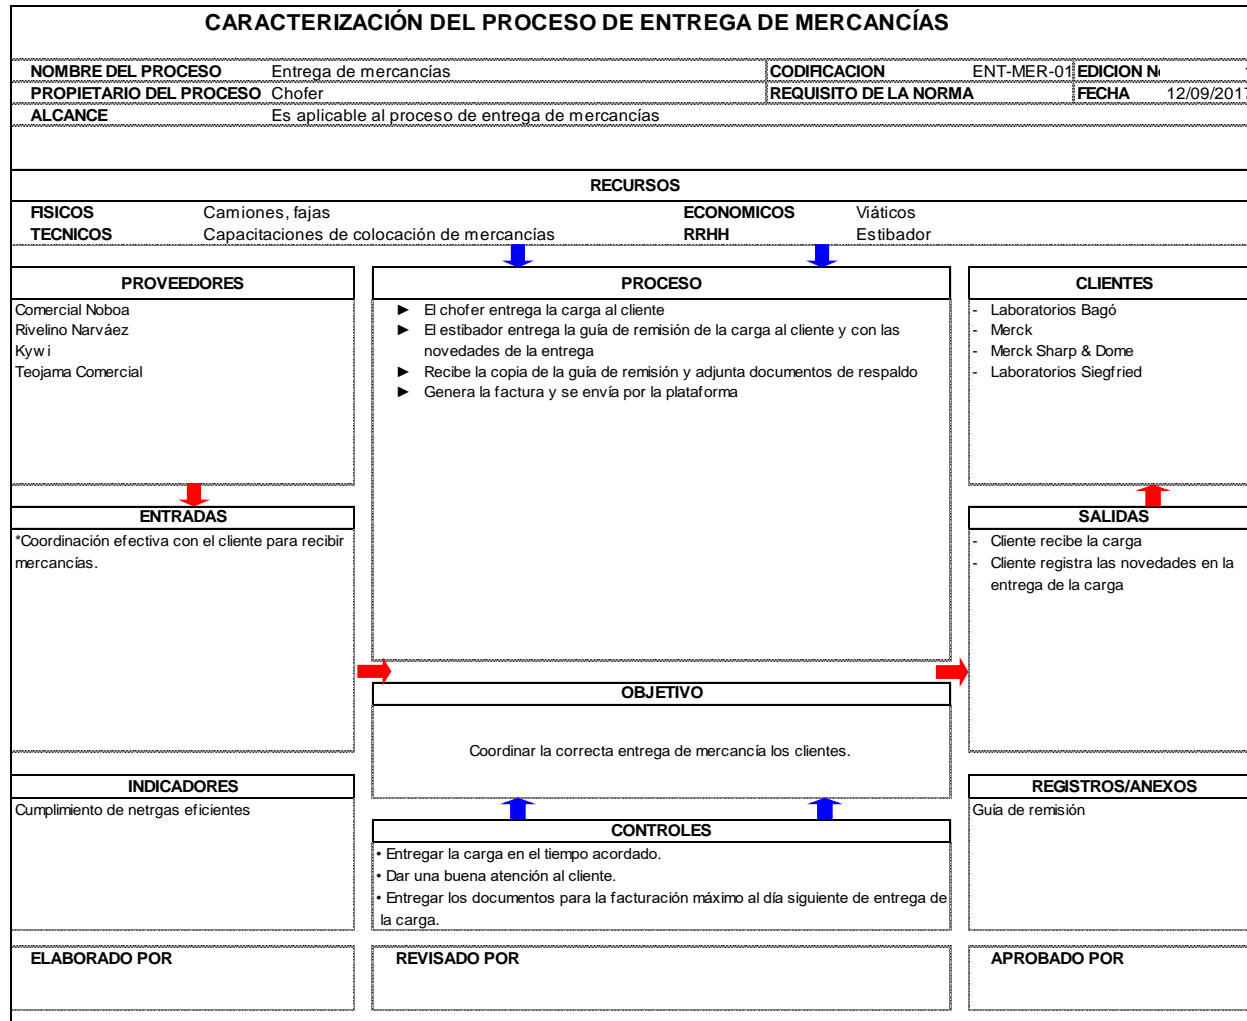 CARACTERIZACIÓN DEL PROCESO DE ENTREGA DE MERCANCÍAS
NOMBRE DEL PROCESO Entrega de mercancías CODIFICACION ENT-MER-01 EDICION N 1
PROPIETARIO DEL PROCESO Chofer REQUISITO DE LA NORMA FECHA 12/09/2017
ALCANCE Es aplicable al proceso de entrega de mercancías
RECURSOS
FISICOS Camiones, fajas ECONOMICOS Viáticos
TECNICOS Capacitaciones de colocación de mercancías RRHH Estibador
PROVEEDORES
Comercial Noboa
Rivelino Narváez
Kywi
Teojama Comercial
PROCESO
► El chofer entrega la carga al cliente
► El estibador entrega la guía de remisión de la carga al cliente y con las
novedades de la entrega
► Recibe la copia de la guía de remisión y adjunta documentos de respaldo
► Genera la factura y se envía por la plataforma
CLIENTES
- Laboratorios Bagó
- Merck
- Merck Sharp & Dome
- Laboratorios Siegfried
ENTRADAS
*Coordinación efectiva con el cliente para recibir
mercancías.
SALIDAS
- Cliente recibe la carga
- Cliente registra las novedades en la
entrega de la carga
OBJETIVO
Coordinar la correcta entrega de mercancía los clientes.
INDICADORES
Cumplimiento de netrgas eficientes
CONTROLES
• Entregar la carga en el tiempo acordado.
• Dar una buena atención al cliente.
• Entregar los documentos para la facturación máximo al día siguiente de entrega de
la carga.
REGISTROS/ANEXOS
Guía de remisión
ELABORADO POR
REVISADO POR
APROBADO POR